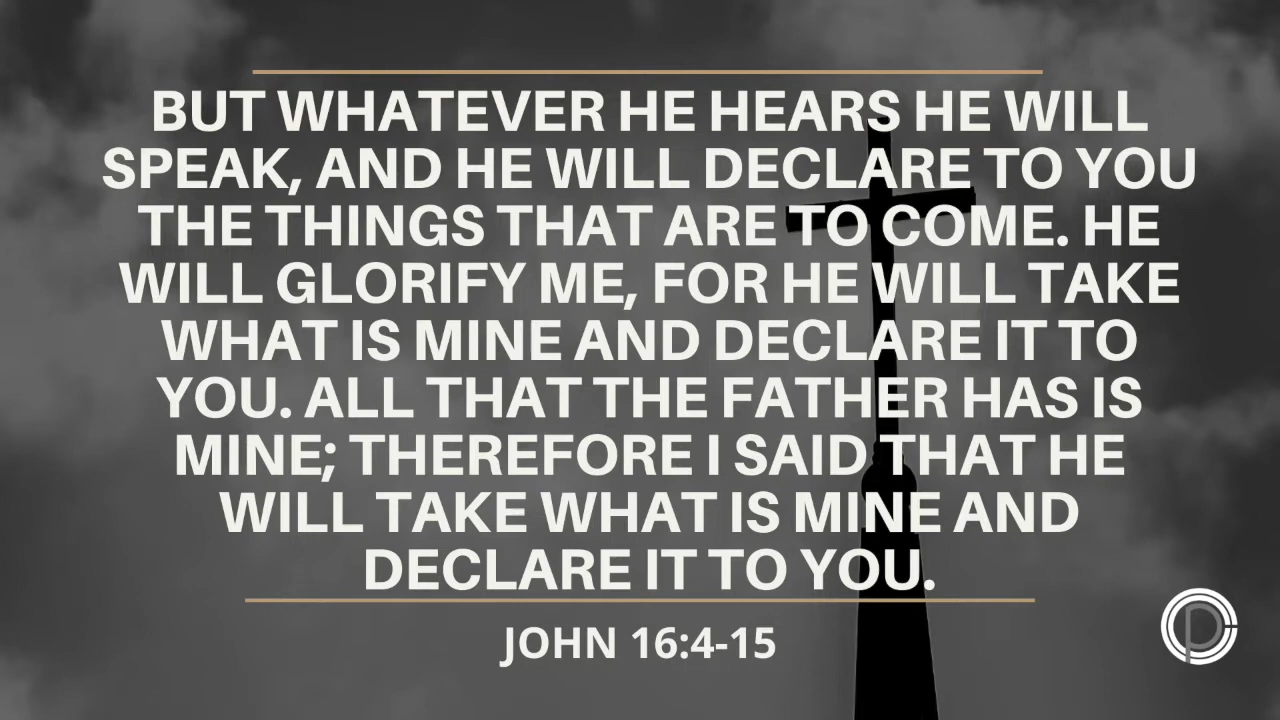 BUT WHATEVER HE HEARS HE WILL
SPEAK, AND HE WILL DECLARE TO YOU
THE THINGS THAT ARE TO COME. HE
WILL GLORIFY ME, FOR HE WILL TAKE
WHAT IS MINE AND DECLARE IT TO
YOU. ALL THAT THE FATHER HAS IS
MINE; THEREFORE I SAID THAT HE
WILL TAKE WHAT IS MINE AND
DECLARE IT TO YOU.
JOHN 16:4-15